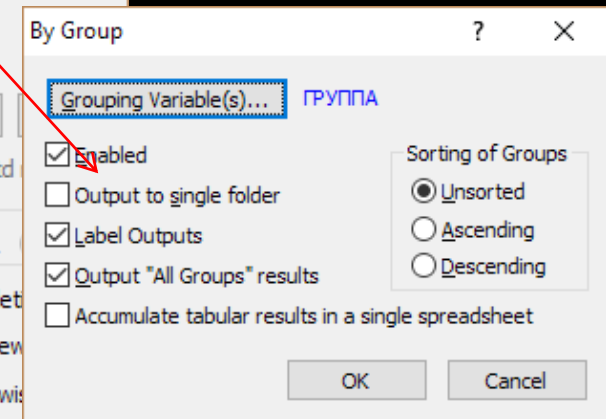 By Group
?
Grouping Variable(s)... ГРУППА
Enabled
Sorting of Groups
Output to single folder
Unsorted
Label Outputs
Ascending
Output "All Groups" results
Descending
Accumulate tabular results in a single spreadsheet
OK
Cancel